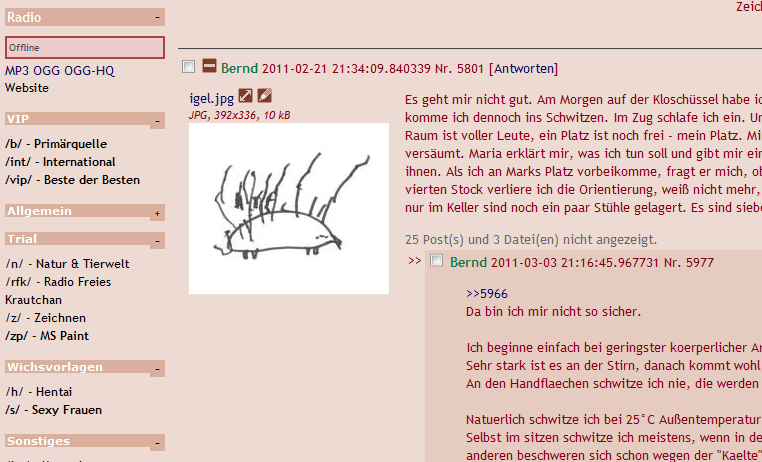 Radio -
Offline
MP3 OGG OGG-HQ
Website
VIP -
/b/ - Primärquelle
/int/ - International
/vip/ - Beste der Besten
Allgemein +
Trial -
/n/ - Natur & Tierwelt
/rfk/ - Radio Freies
Krautchan
/z/ - Zeichnen
/zp/ - MS Paint
Wichsvorlagen -
/h/ - Hentai
/s/ - Sexy Frauen
Sonstiges -
Zeic
Bernd 2011-02-21 21:34:09.840339 Nr. 5801 [Antworten]
igel.jpg
JPG, 392x336, 10 kB
Es geht mir nicht gut. Am Morgen auf der Kloschüssel habe ic
komme ich dennoch ins Schwitzen. Im Zug schlafe ich ein. Un
Raum ist voller Leute, ein Platz ist noch frei - mein Platz. Mi
versäumt. Maria erklärt mir, was ich tun soll und gibt mir ein
ihnen. Als ich an Marks Platz vorbeikomme, fragt er mich, ob
vierten Stock verliere ich die Orientierung, weiß nicht mehr,
nur im Keller sind noch ein paar Stühle gelagert. Es sind siebe
25 Post(s) und 3 Datei(en) nicht angezeigt.
>> Bernd 2011-03-03 21:16:45.967731 Nr. 5977
>>5966
Da bin ich mir nicht so sicher.
Ich beginne einfach bei geringster koerperlicher An
Sehr stark ist es an der Stirn, danach kommt wohl
An den Handflaechen schwitze ich nie, die werden
Natuerlich schwitze ich bei 25°C Außentemperatur
Selbst im sitzen schwitze ich meistens, wenn in de
anderen beschweren sich schon wegen der "Kaelte"